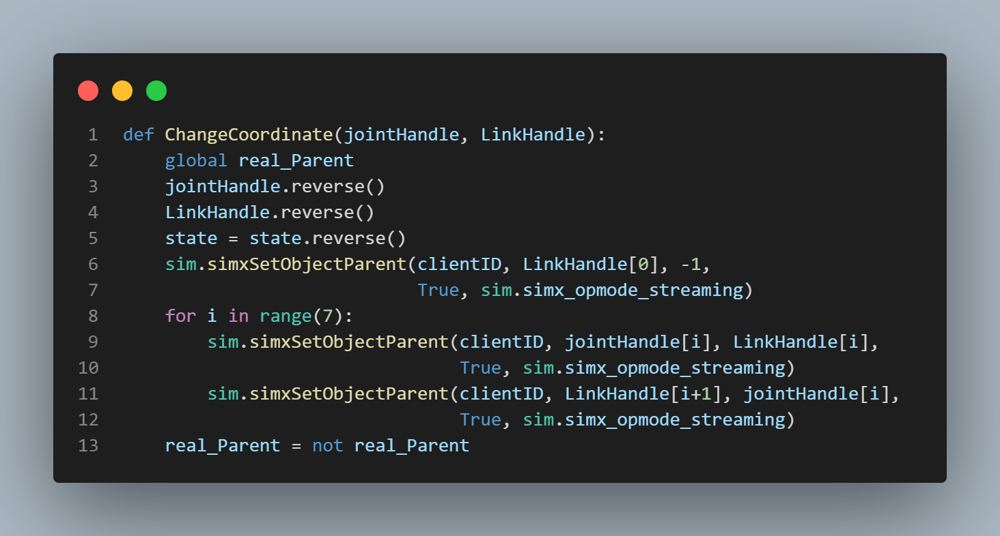 1 def ChangeCoordinate(jointHandle, LinkHandle):
2     global real_Parent
3     jointHandle.reverse()
4     LinkHandle.reverse()
5     state = state.reverse()
6     sim.simxSetObjectParent(clientID, LinkHandle[0], -1,
7                             True, sim.simx_opmode_streaming)
8     for i in range(7):
9         sim.simxSetObjectParent(clientID, jointHandle[i], LinkHandle[i],
10                                 True, sim.simx_opmode_streaming)
11         sim.simxSetObjectParent(clientID, LinkHandle[i+1], jointHandle[i],
12                                 True, sim.simx_opmode_streaming)
13     real_Parent = not real_Parent